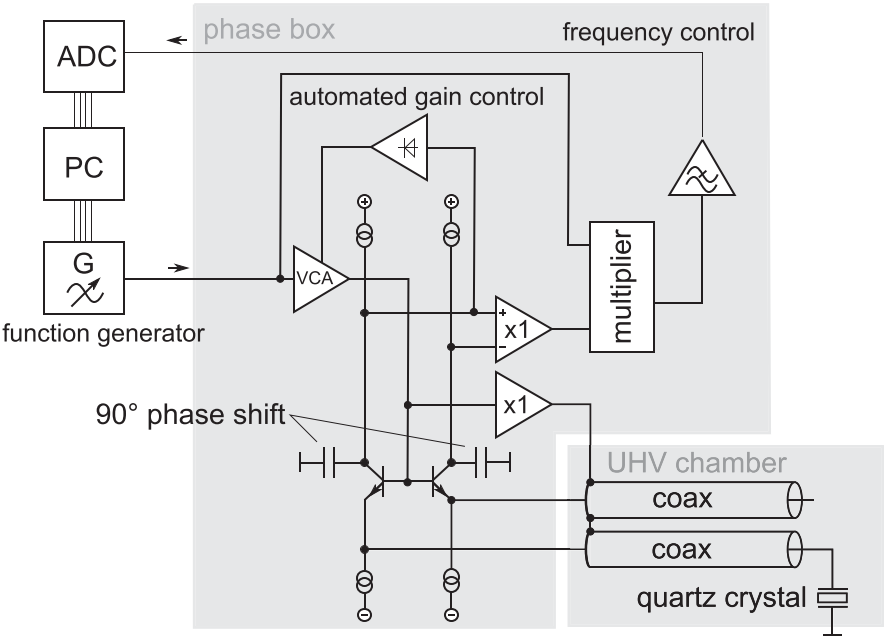 phase box
frequency control
ADC
automated gain control
PC
G
VCA
function generator
+
-
x1
multiplier
x1
90° phase shift
UHV chamber
coax
coax
quartz crystal